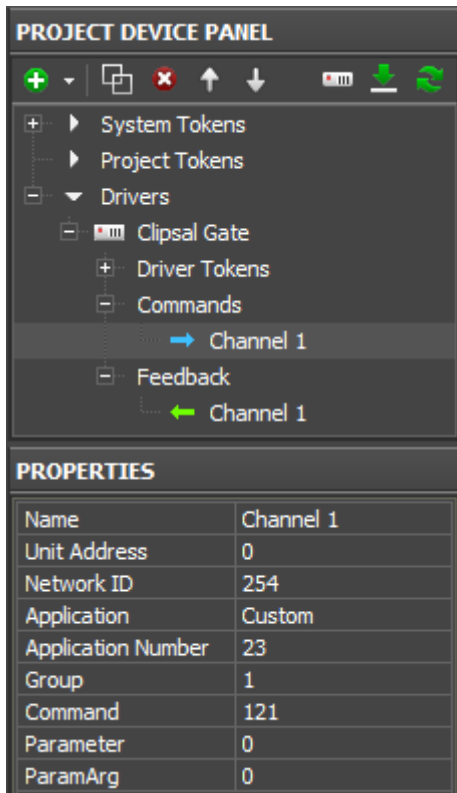 PROJECT DEVICE PANEL
System Tokens
Project Tokens
Drivers
Clipsal Gate
Driver Tokens
Commands
Channel 1
Feedback
Channel 1
PROPERTIES
Name Channel 1
Unit Address 0
Network ID 254
Application Custom
Application Number 23
Group 1
Command 121
Parameter 0
ParamArg 0